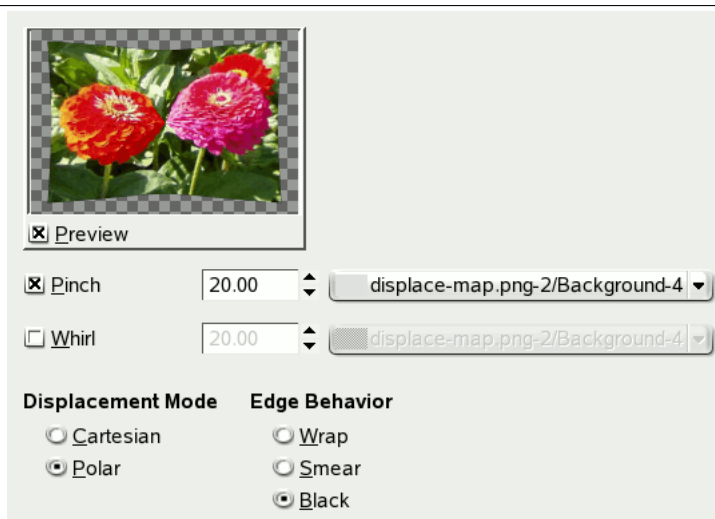 Preview
Pinch 20.00 displace-map.png-2/Background-4
Whirl 20.00 displace-map.png-2/Background-4
Displacement Mode Edge Behavior
Cartesian Wrap
Polar Smear
Black